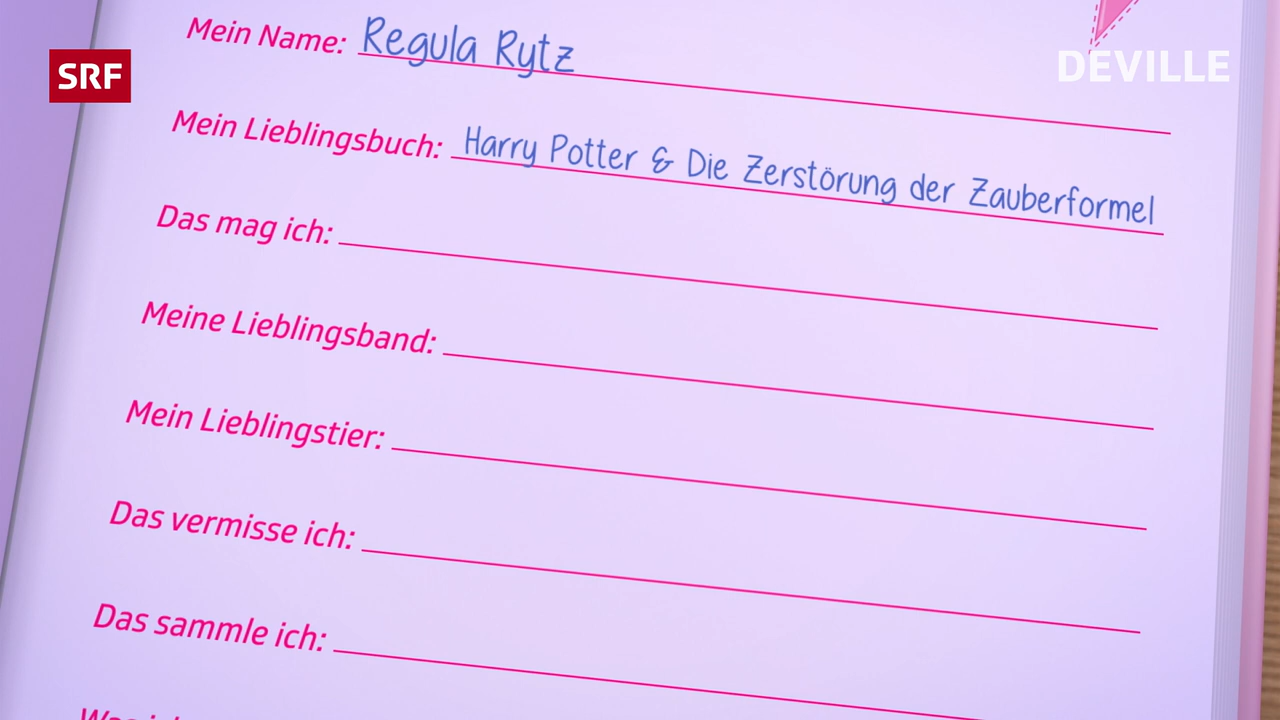 Mein Name: Regula Rytz
SRF
DEVILLE
Mein Lieblingsbuch: Harry Potter & Die Zerstörung der Zauberformel
Das mag ich:
Meine Lieblingsband:
Mein Lieblingstier:
Das vermisse ich:
Das sammle ich: